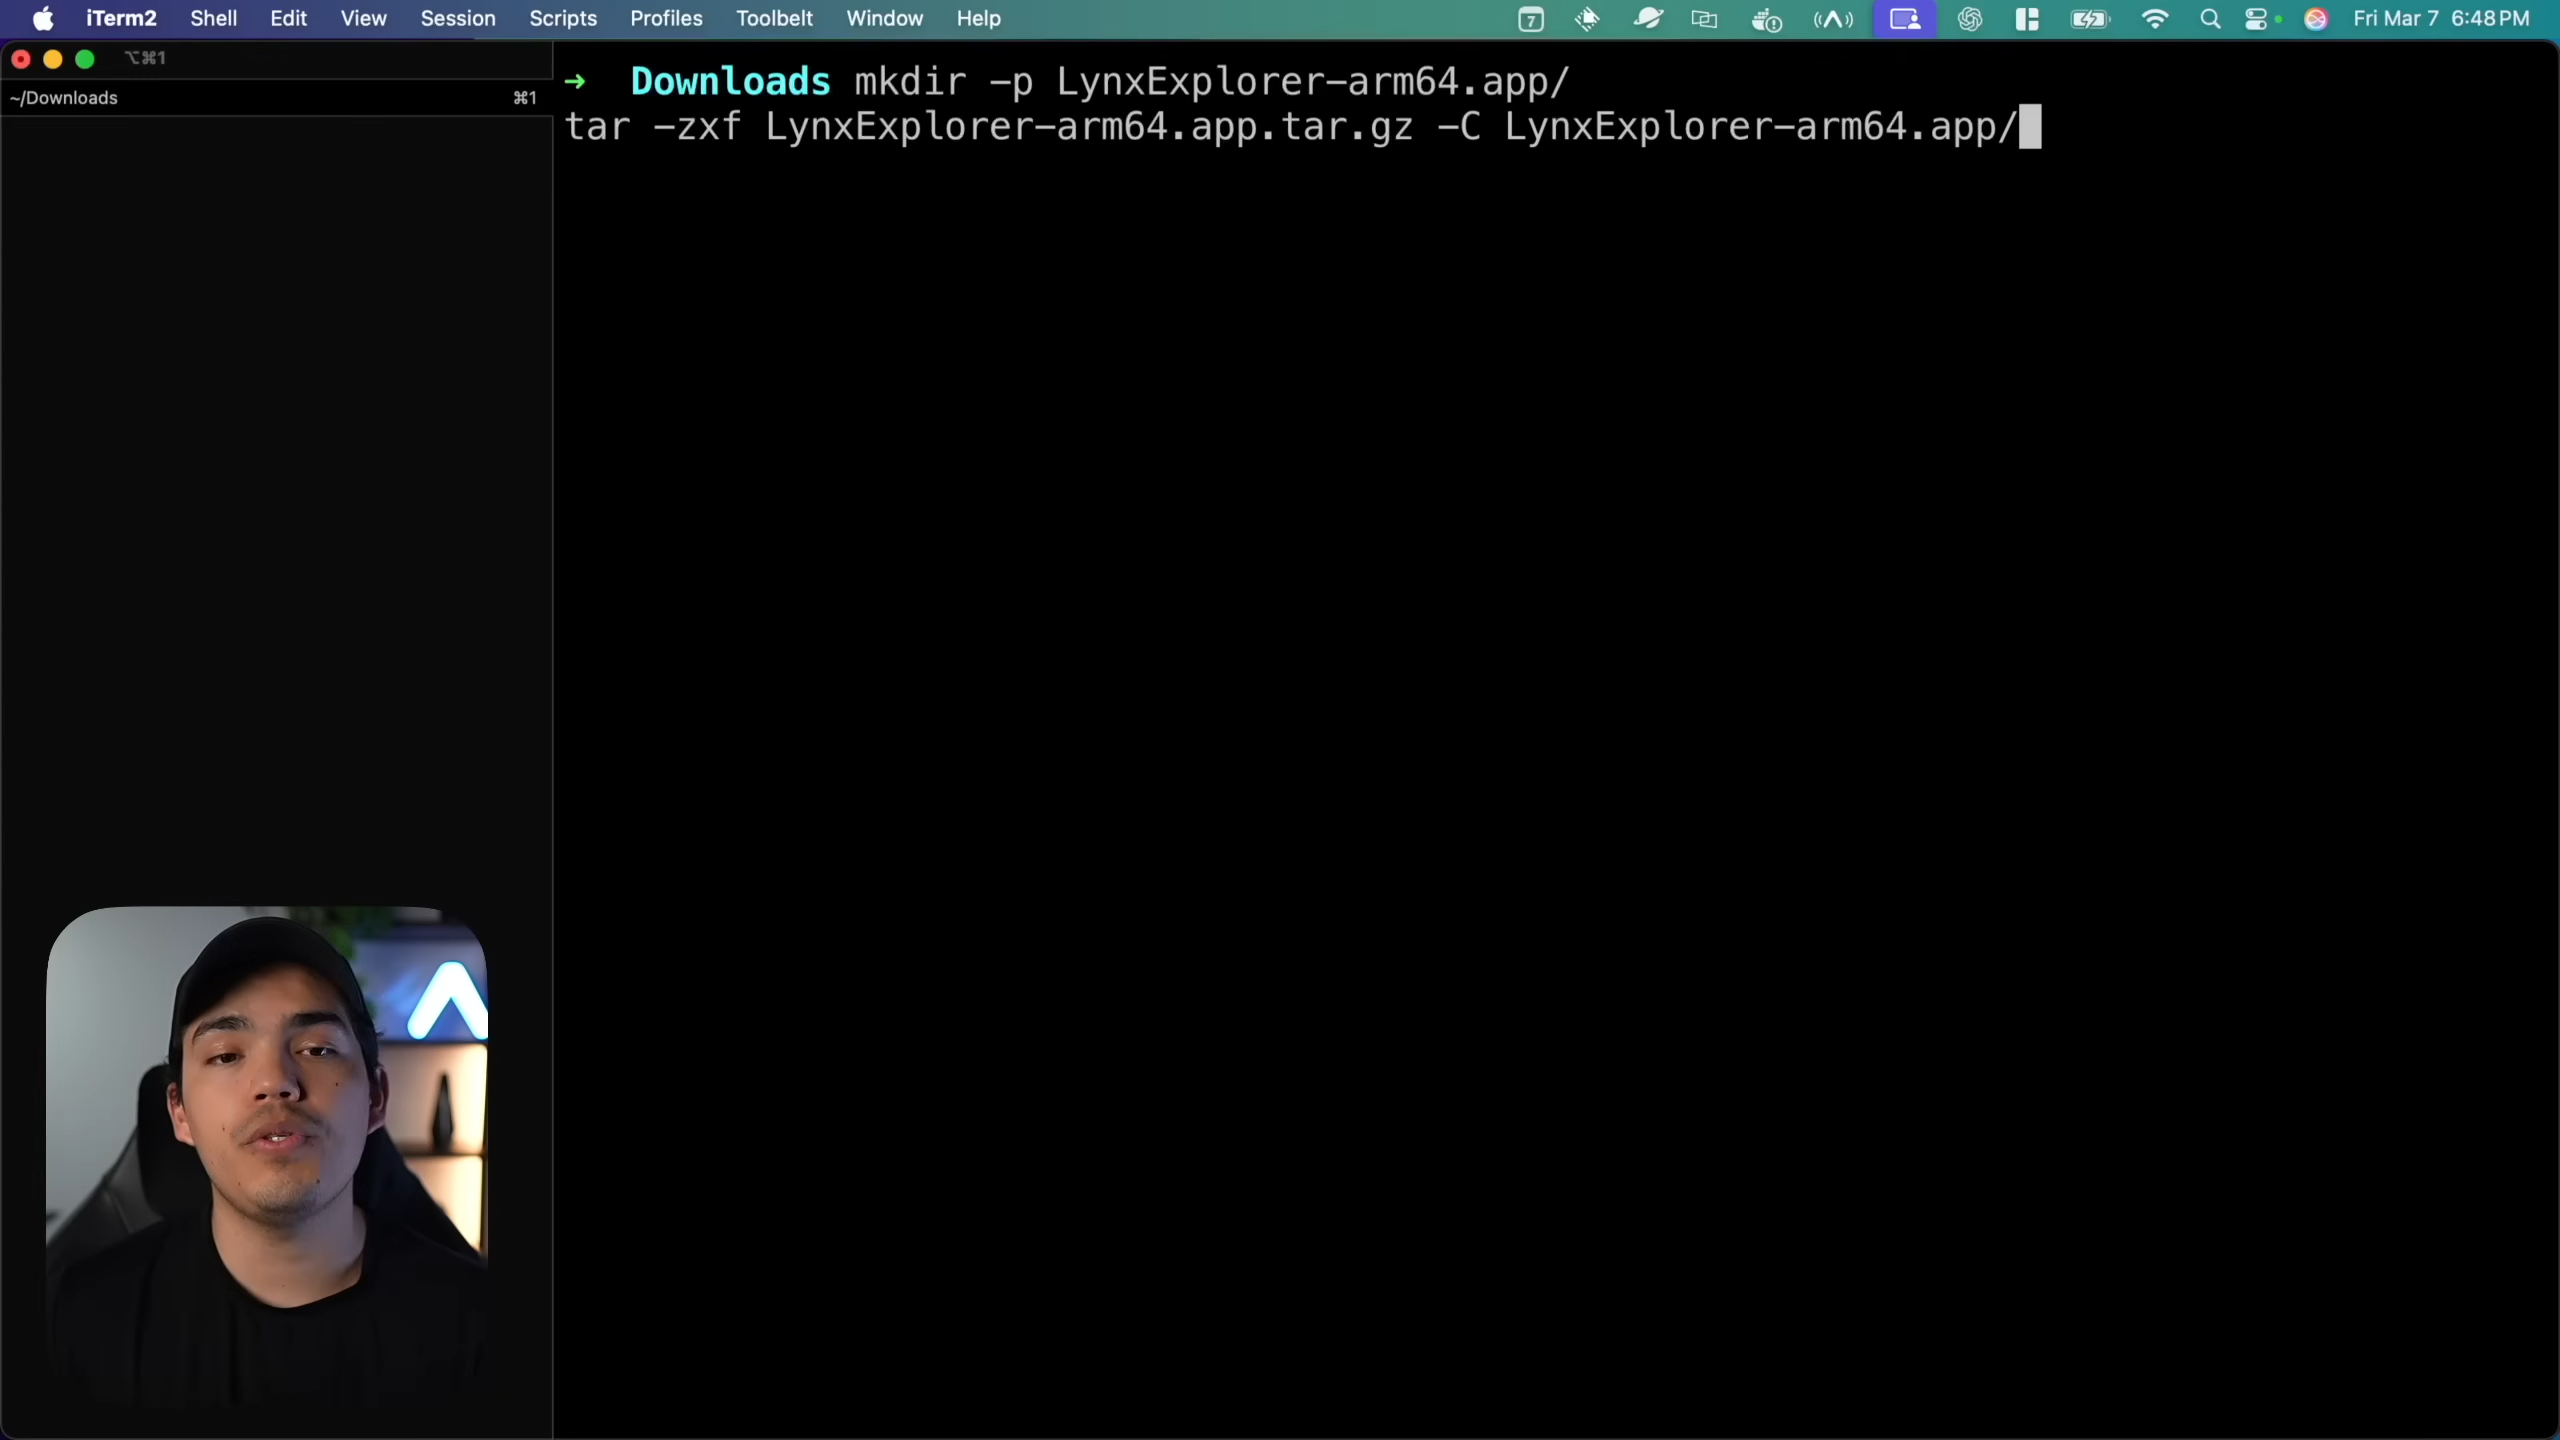 iTerm2 Shell Edit View Session Scripts Profiles Toolbelt Window Help 7 Fri Mar 7 6:48 PM
⌥⌘1
~/Downloads ⌘1
➜ Downloads mkdir -p LynxExplorer-arm64.app/
tar -zxf LynxExplorer-arm64.app.tar.gz -C LynxExplorer-arm64.app/